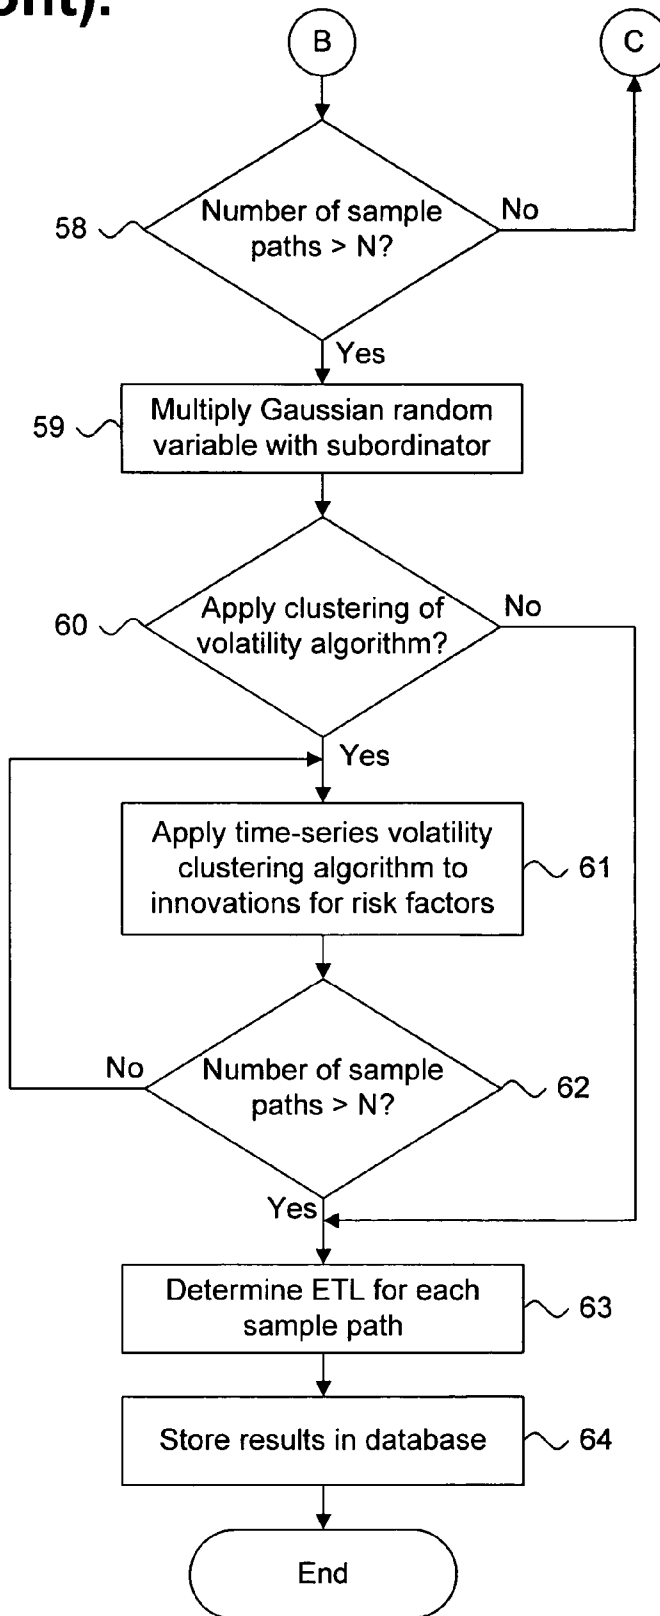 B
C
58
Number of sample
paths > N?
No
Yes
59
Multiply Gaussian random
variable with subordinator
60
Apply clustering of
volatility algorithm?
No
Yes
Apply time-series volatility
clustering algorithm to
innovations for risk factors
61
No
Number of sample
paths > N?
62
Yes
Determine ETL for each
sample path
63
Store results in database
64
End